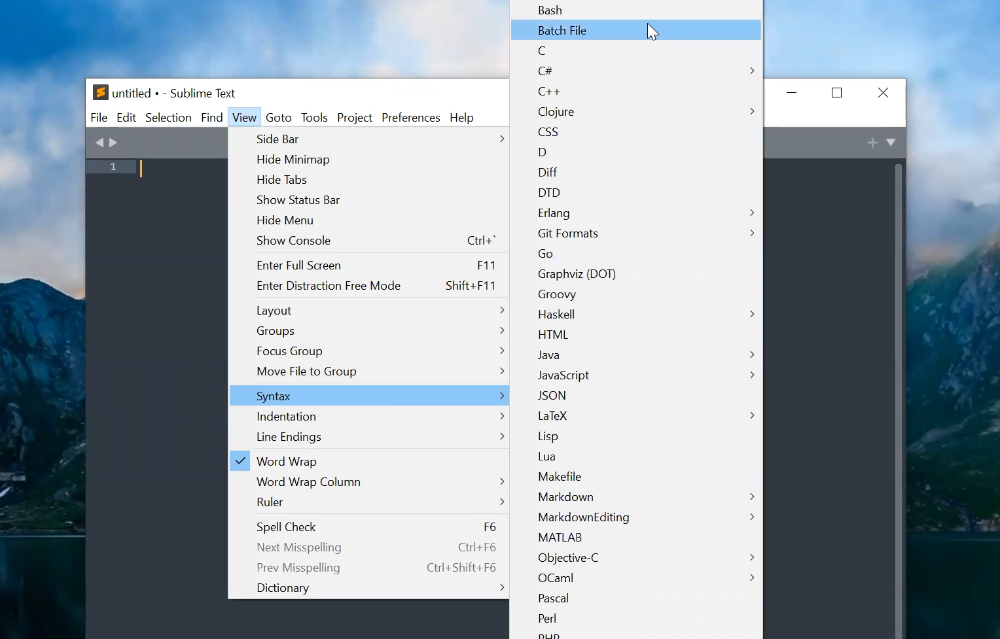 untitled • - Sublime Text
File Edit Selection Find View Goto Tools Project Preferences Help
1
Side Bar
Hide Minimap
Hide Tabs
Show Status Bar
Hide Menu
Show Console Ctrl+`
Enter Full Screen F11
Enter Distraction Free Mode Shift+F11
Layout
Groups
Focus Group
Move File to Group
Syntax
Indentation
Line Endings
Word Wrap
Word Wrap Column
Ruler
Spell Check F6
Next Misspelling Ctrl+F6
Prev Misspelling Ctrl+Shift+F6
Dictionary
Bash
Batch File
C
C#
C++
Clojure
CSS
D
Diff
DTD
Erlang
Git Formats
Go
Graphviz (DOT)
Groovy
Haskell
HTML
Java
JavaScript
JSON
LaTeX
Lisp
Lua
Makefile
Markdown
MarkdownEditing
MATLAB
Objective-C
OCaml
Pascal
Perl
PHP